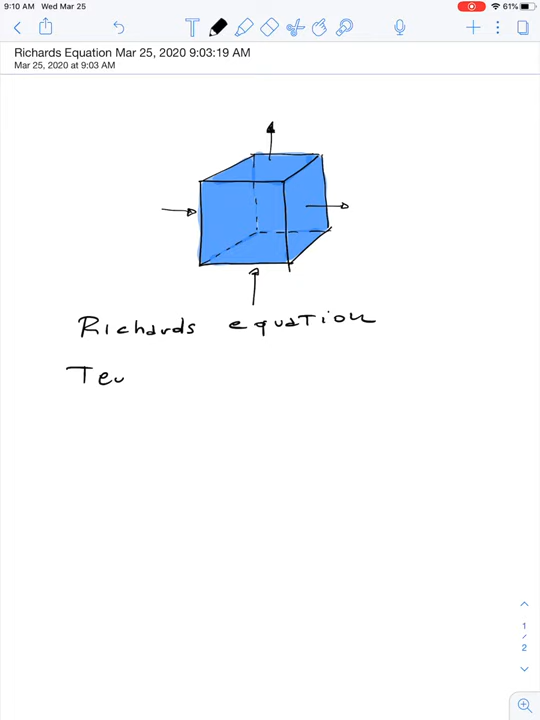 9:10 AM Wed Mar 25
61%
T
Richards Equation Mar 25, 2020 9:03:19 AM
Mar 25, 2020 at 9:03 AM
Richards equation
1
/
2